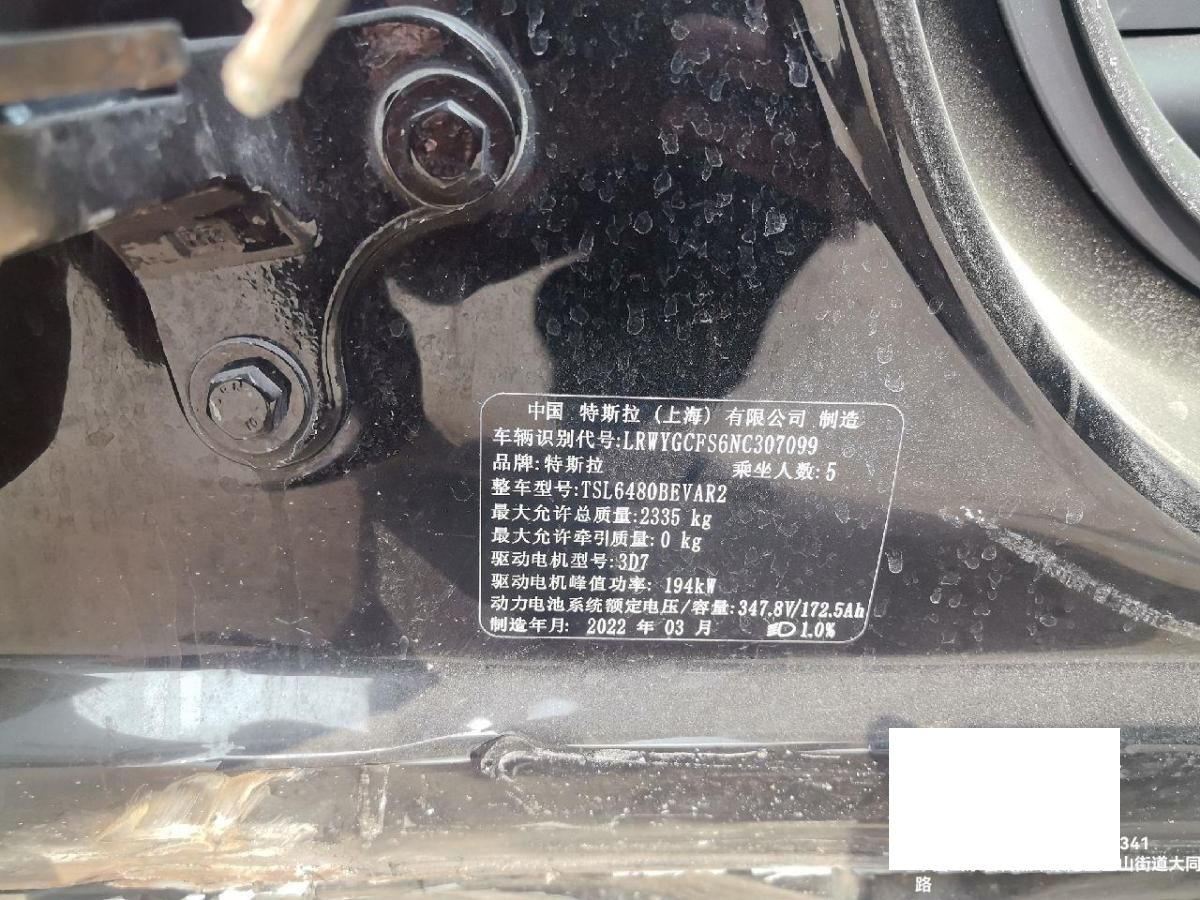 中国 特斯拉（上海）有限公司 制造
车辆识别代号:LRWYGCFS6NC307099
品牌:特斯拉 乘坐人数:5
整车型号:TSL6480BEVAR2
最大允许总质量:2335 kg
最大允许牵引质量:0 kg
驱动电机型号:3D7
驱动电机峰值功率: 194kW
动力电池系统额定电压/容量:347.8V/172.5Ah
制造年月: 2022 年 03 月 1.0%
341
山街道大同
路